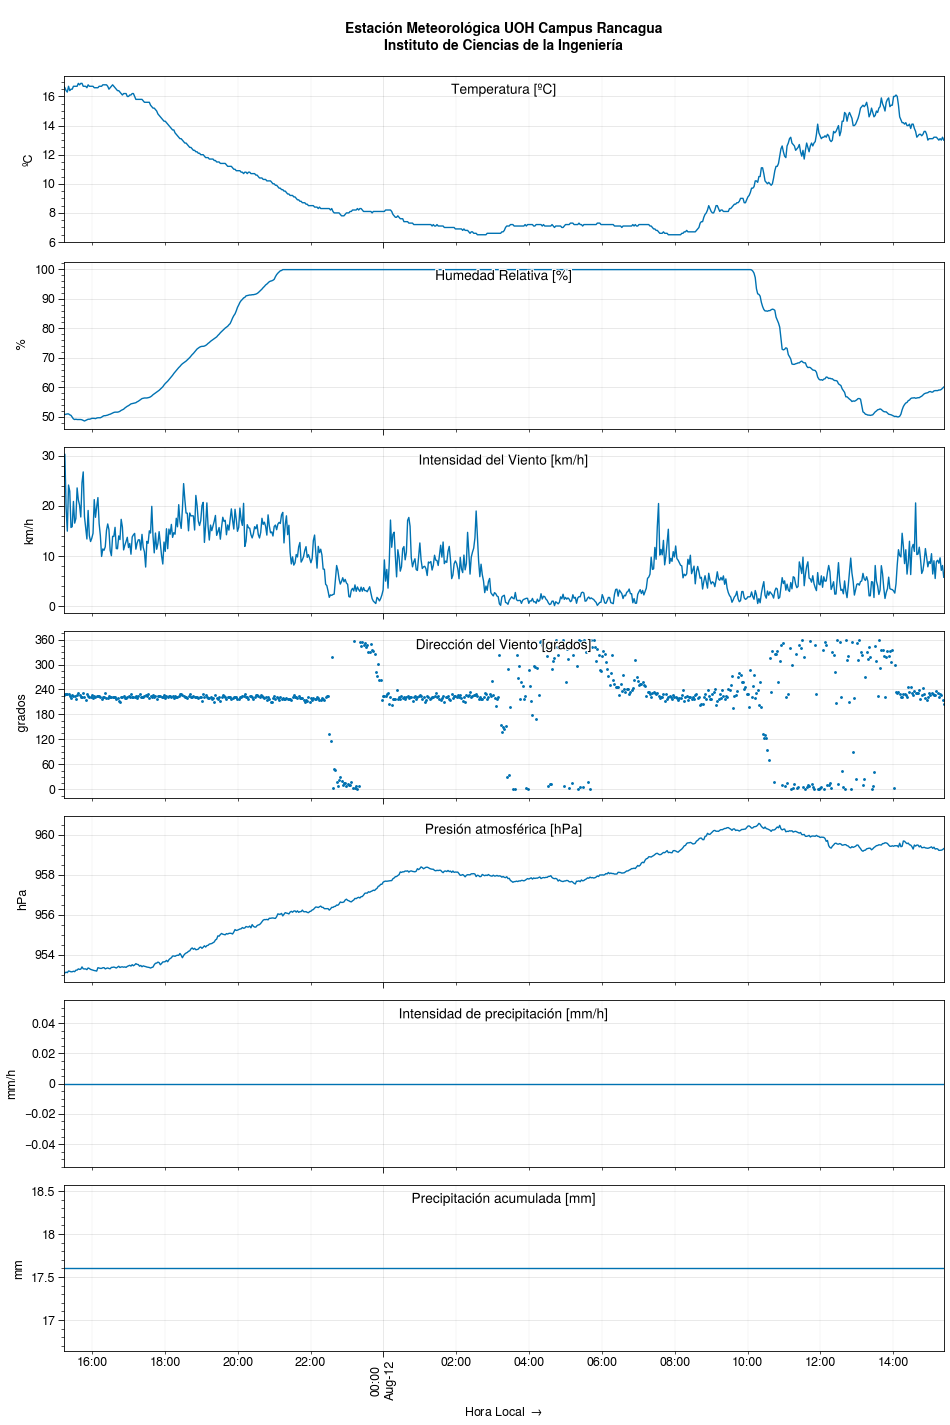 Estación Meteorológica UOH Campus Rancagua
Instituto de Ciencias de la Ingeniería
Temperatura [ºC]
ºC
16
14
12
10
8
6
Humedad Relativa [%]
%
100
90
80
70
60
50
Intensidad del Viento [km/h]
km/h
30
20
10
0
Dirección del Viento [grados]
grados
360
300
240
180
120
60
0
Presión atmosférica [hPa]
hPa
960
958
956
954
Intensidad de precipitación [mm/h]
mm/h
0.04
0.02
0
−0.02
−0.04
Precipitación acumulada [mm]
mm
18.5
18
17.5
17
16:00 18:00 20:00 22:00 00:00 02:00 04:00 06:00 08:00 10:00 12:00 14:00
Aug-12
Hora Local →